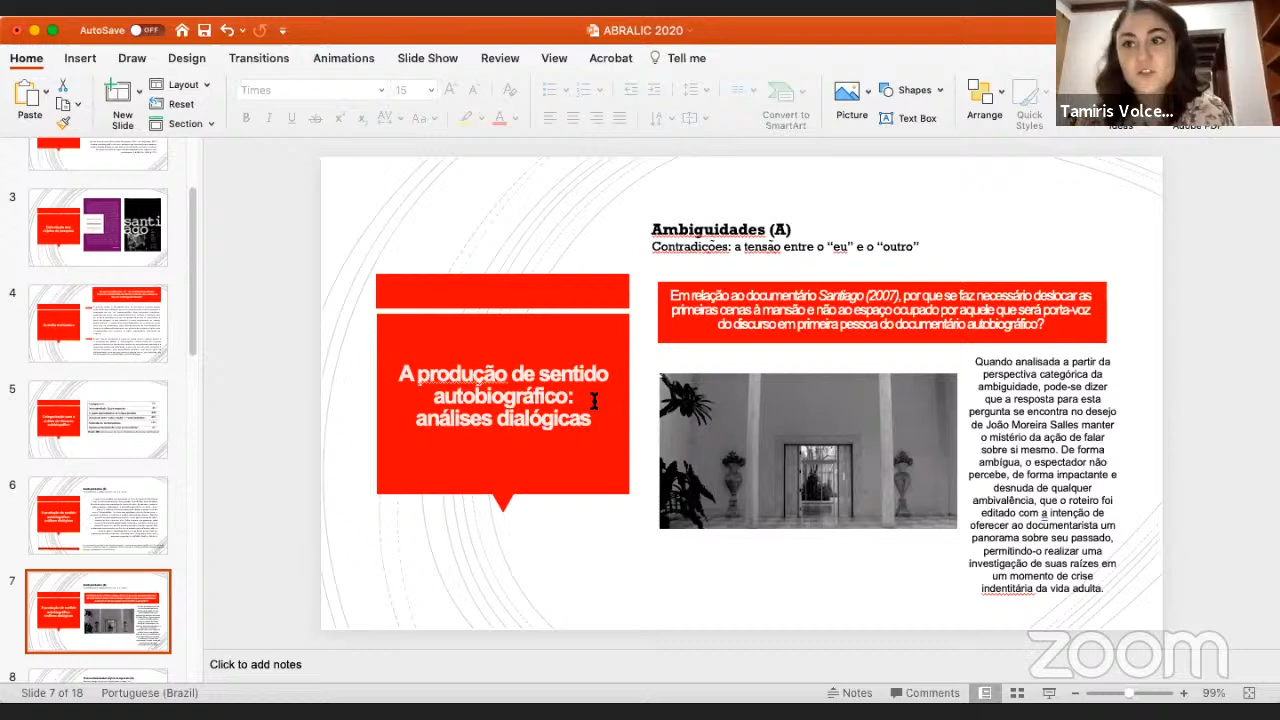 AutoSave OFF
ABRALIC 2020
Home Insert Draw Design Transitions Animations Slide Show Review View Acrobat Tell me
Paste
New
Slide
Layout
Reset
Section
Times 15
Convert to
SmartArt
Picture
Shapes
Text Box
Arrange
Quick
Styles
Tamiris Volce...
3
4
5
6
7
8
Ambiguidades (A)
Contradições: a tensão entre o “eu” e o “outro”
A produção de sentido
autobiográfico:
análises dialógicas
Em relação ao documentário Santiago (2007), por que se faz necessário deslocar as
primeiras cenas à mansão e não ao espaço ocupado por aquele que será porta-voz
do discurso em primeira pessoa do documentário autobiográfico?
Quando analisada a partir da
perspectiva categórica da
ambiguidade, pode-se dizer
que a resposta para esta
pergunta se encontra no desejo
de João Moreira Salles manter
o mistério da ação de falar
sobre si mesmo. De forma
ambígua, o espectador não
percebe, de forma impactante e
desnuda de qualquer
ambivalência, que o roteiro foi
editado com a intenção de
oferecer ao documentarista um
panorama sobre seu passado,
permitindo-o realizar uma
investigação de suas raízes em
um momento de crise
indentitária da vida adulta.
zoom
Click to add notes
Slide 7 of 18 Portuguese (Brazil) Notes Comments 99%